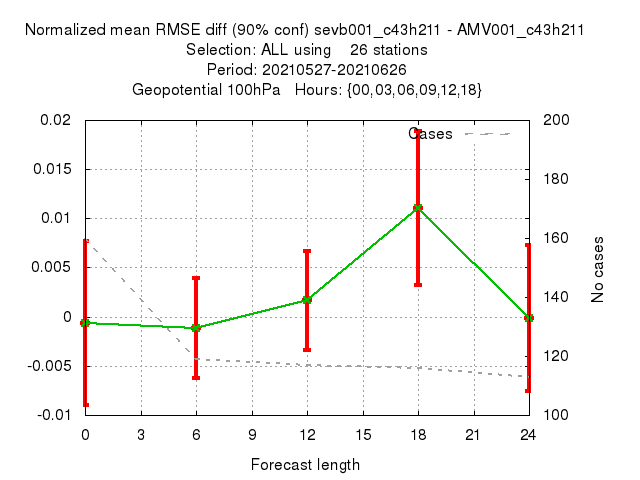 Normalized mean RMSE diff (90% conf) sevb001_c43h211 - AMV001_c43h211
Selection: ALL using 26 stations
Period: 20210527-20210626
Geopotential 100hPa Hours: {00,03,06,09,12,18}
0.02
0.015
0.01
0.005
0
-0.005
-0.01
Cases
200
180
160
140
120
100
No cases
0 3 6 9 12 15 18 21 24
Forecast length